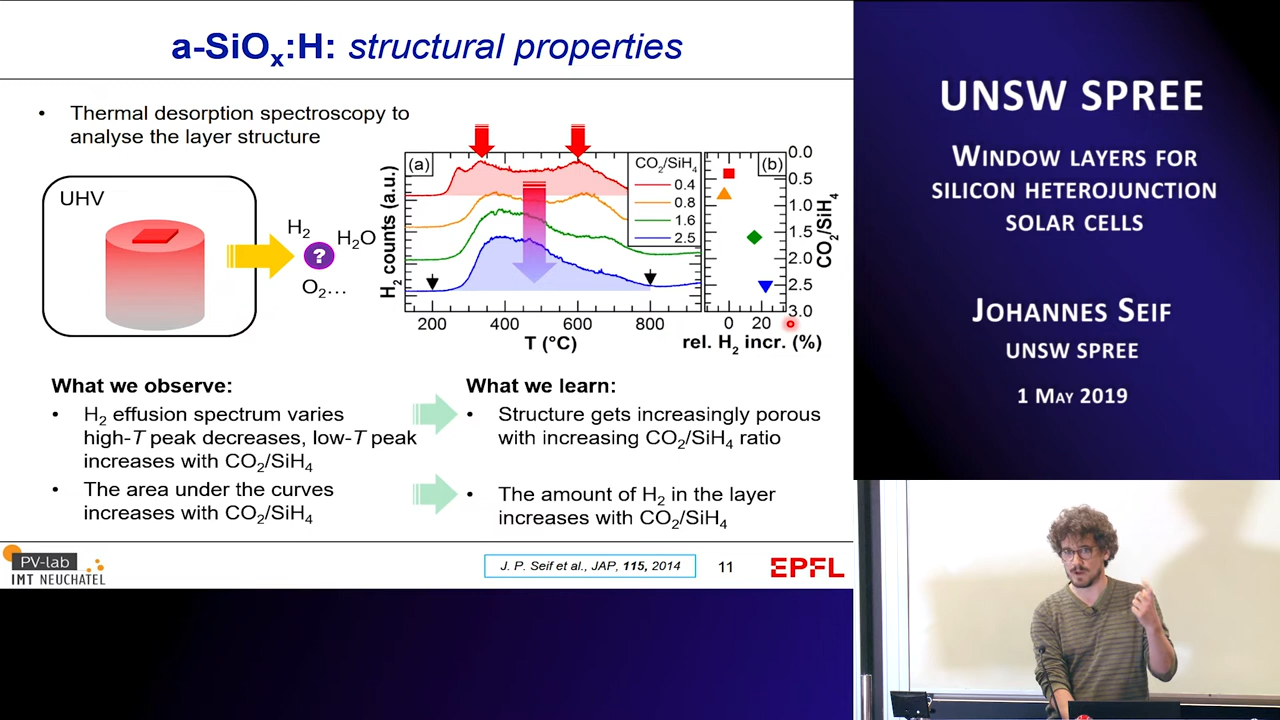 a-SiOx:H: structural properties
• Thermal desorption spectroscopy to
analyse the layer structure
UHV
H2
H2O
?
O2…
(a)
CO2/SiH4
0.4
0.8
1.6
2.5
H2 counts (a.u.)
200 400 600 800
T (°C)
(b)
0.0
0.5
1.0
1.5
2.0
2.5
3.0
CO2/SiH4
0 20
rel. H2 incr. (%)
What we observe:
• H2 effusion spectrum varies
high-T peak decreases, low-T peak
increases with CO2/SiH4
• The area under the curves
increases with CO2/SiH4
What we learn:
• Structure gets increasingly porous
with increasing CO2/SiH4 ratio
• The amount of H2 in the layer
increases with CO2/SiH4
PV-lab
IMT NEUCHATEL
J. P. Seif et al., JAP, 115, 2014
11
EPFL
UNSW SPREE
WINDOW LAYERS FOR
SILICON HETEROJUNCTION
SOLAR CELLS
JOHANNES SEIF
UNSW SPREE
1 MAY 2019